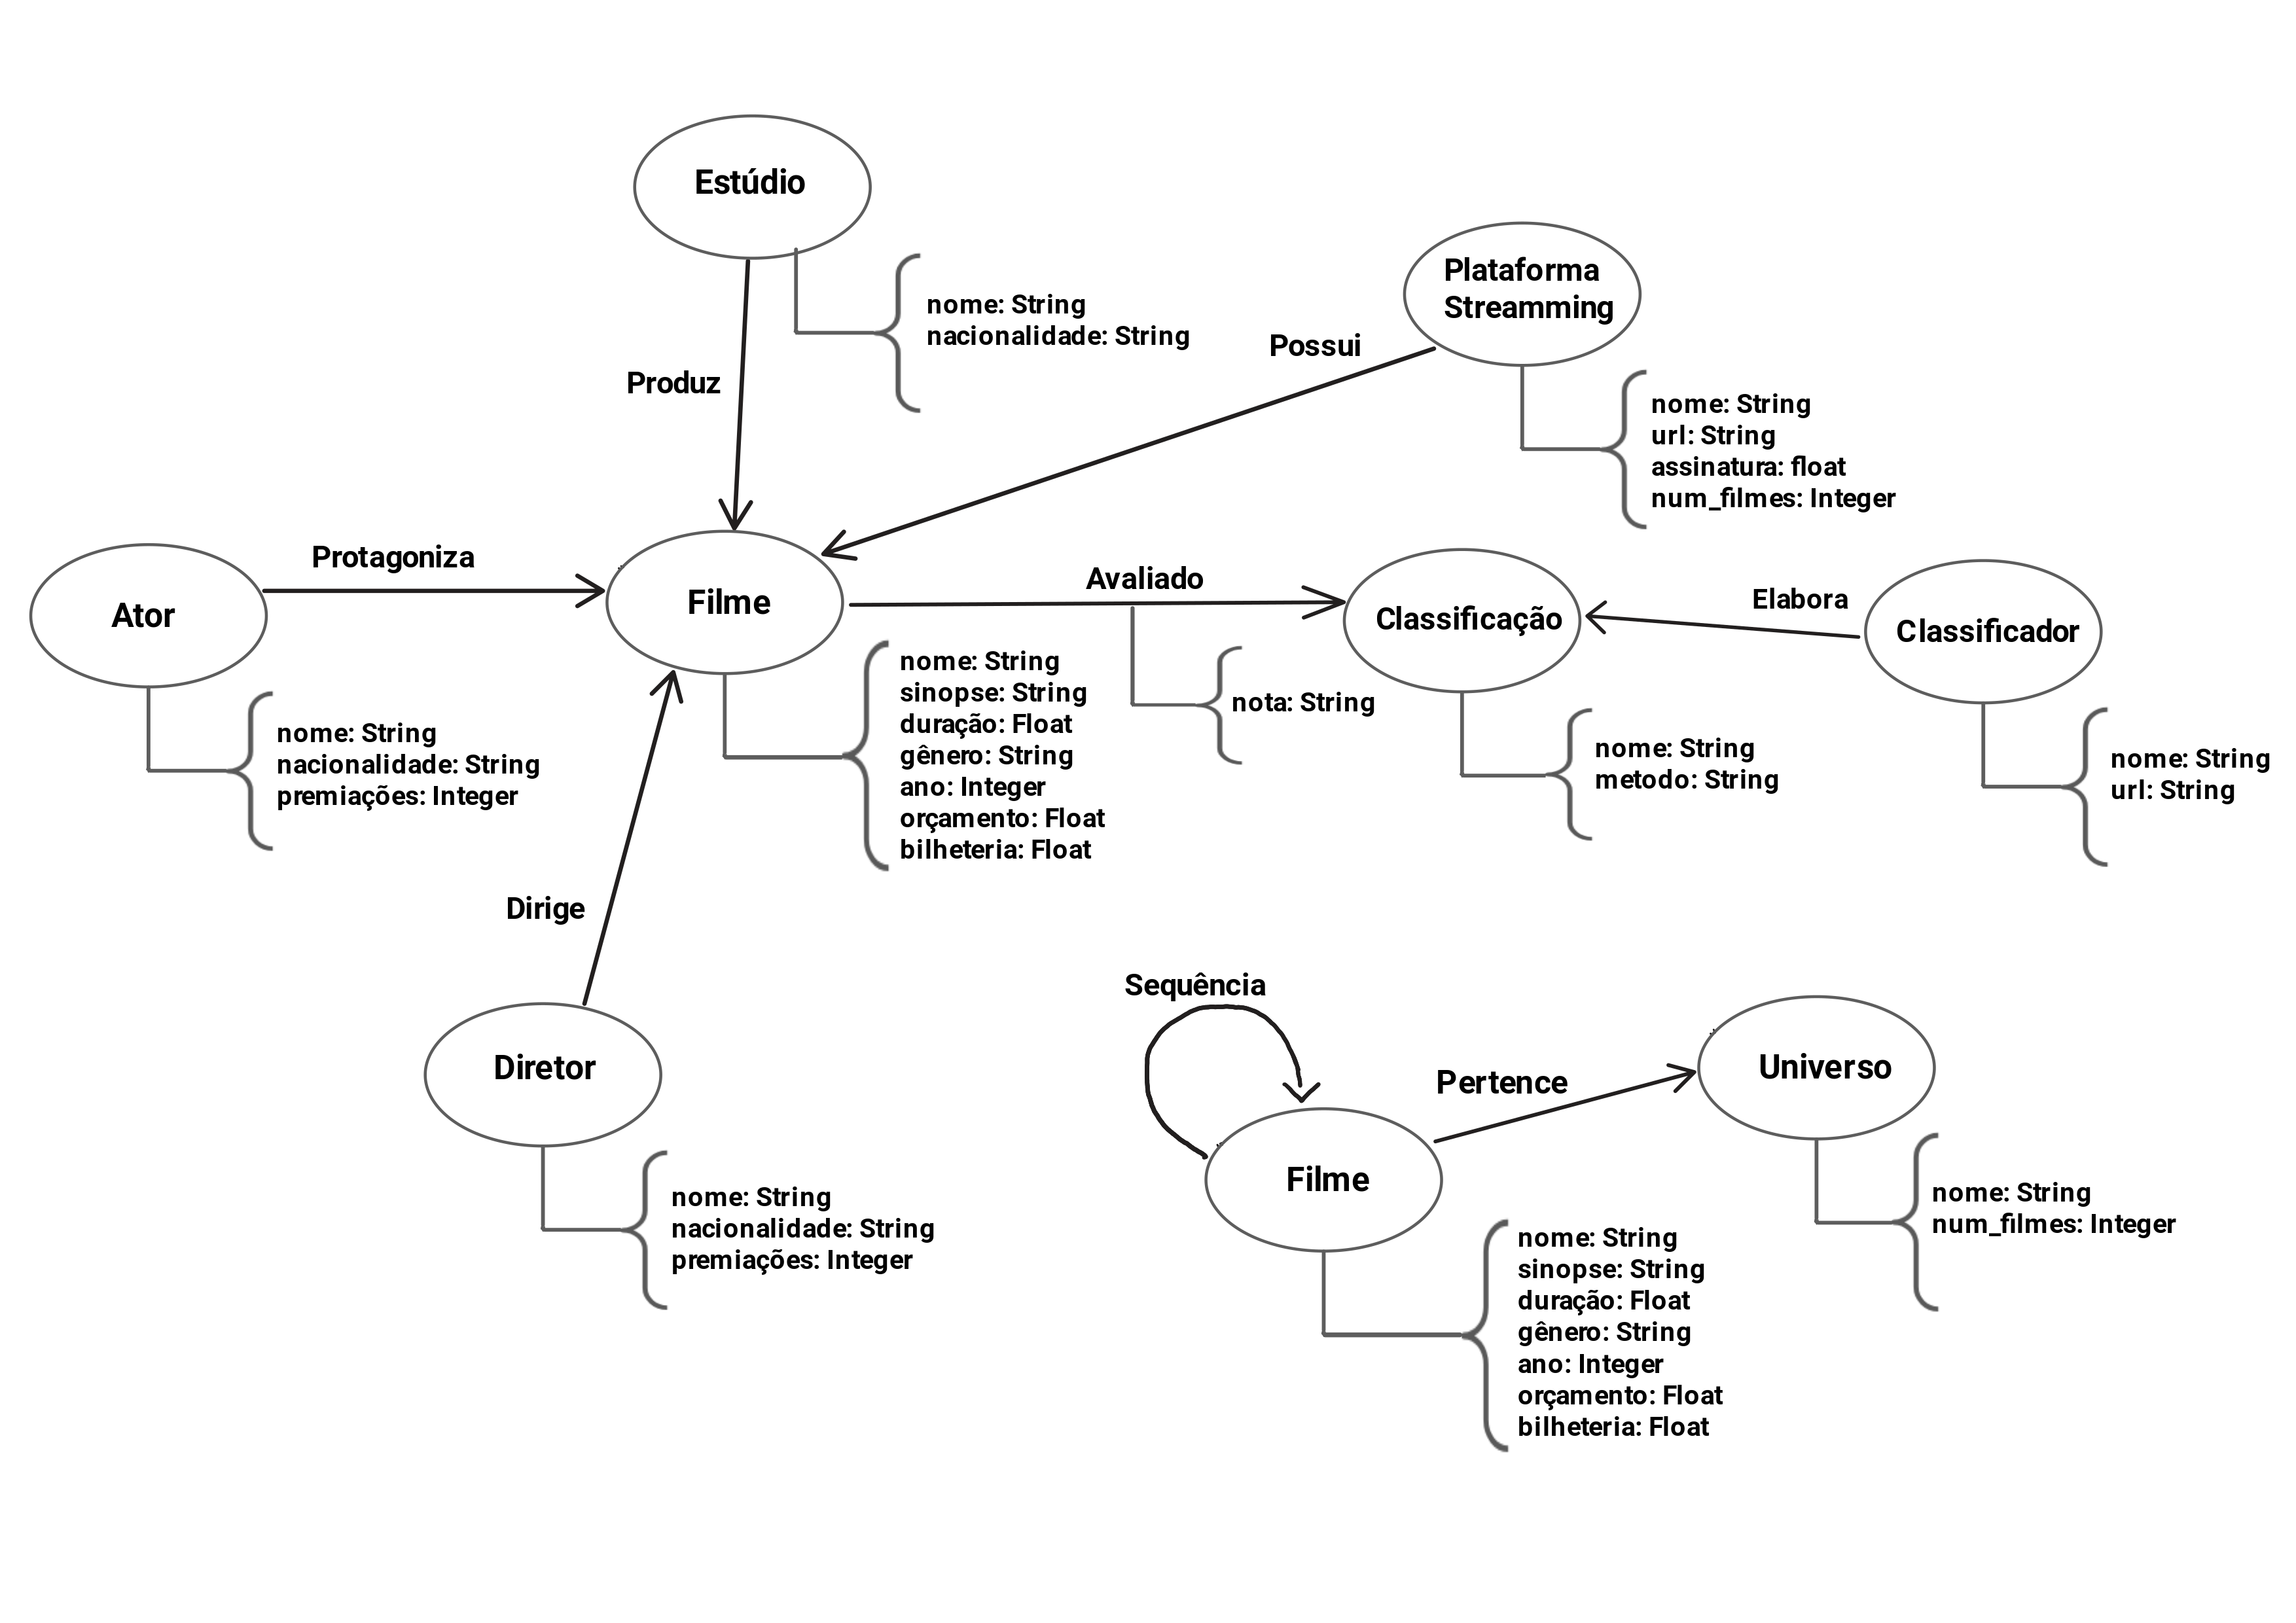 Estúdio
nome: String
nacionalidade: String
Produz
Plataforma
Streamming
Possui
nome: String
url: String
assinatura: float
num_filmes: Integer
Ator
Protagoniza
nome: String
nacionalidade: String
premiações: Integer
Filme
nome: String
sinopse: String
duração: Float
gênero: String
ano: Integer
orçamento: Float
bilheteria: Float
Avaliado
nota: String
Classificação
nome: String
metodo: String
Elabora
Classificador
nome: String
url: String
Dirige
Diretor
nome: String
nacionalidade: String
premiações: Integer
Sequência
Filme
nome: String
sinopse: String
duração: Float
gênero: String
ano: Integer
orçamento: Float
bilheteria: Float
Pertence
Universo
nome: String
num_filmes: Integer